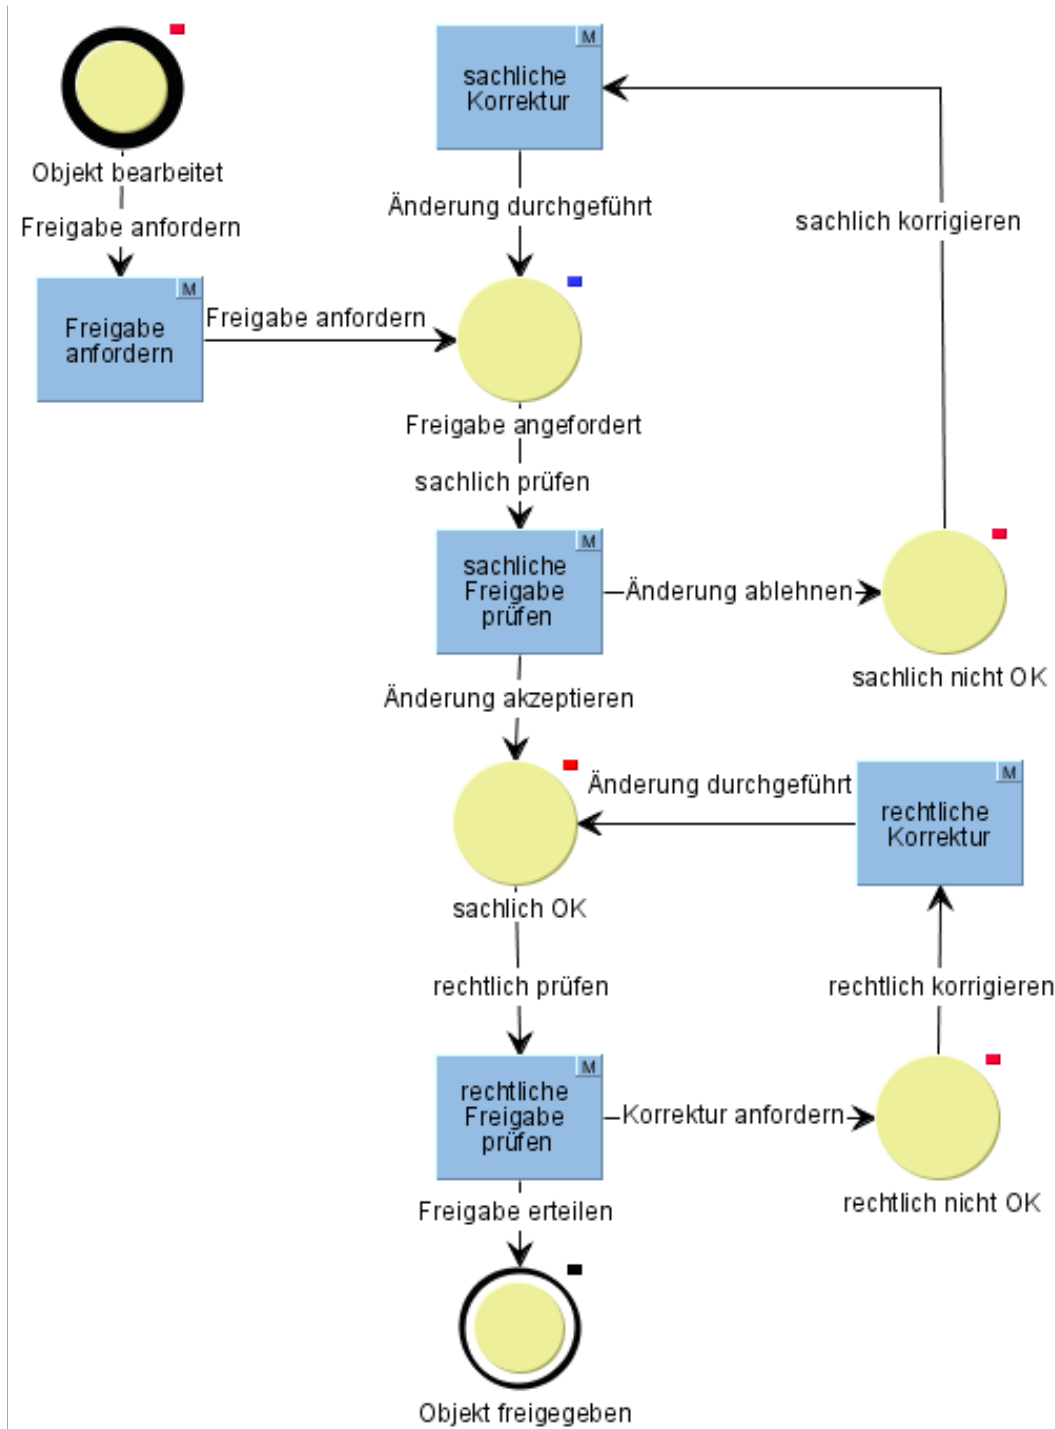 M
sachliche
Korrektur
Objekt bearbeitet
Änderung durchgeführt
sachlich korrigieren
Freigabe anfordern
M
Freigabe
anfordern
Freigabe anfordern
Freigabe angefordert
sachlich prüfen
M
sachliche
Freigabe
prüfen
Änderung ablehnen
sachlich nicht OK
Änderung akzeptieren
Änderung durchgeführt
M
rechtliche
Korrektur
sachlich OK
rechtlich prüfen
rechtlich korrigieren
M
rechtliche
Freigabe
prüfen
Korrektur anfordern
rechtlich nicht OK
Freigabe erteilen
Objekt freigegeben